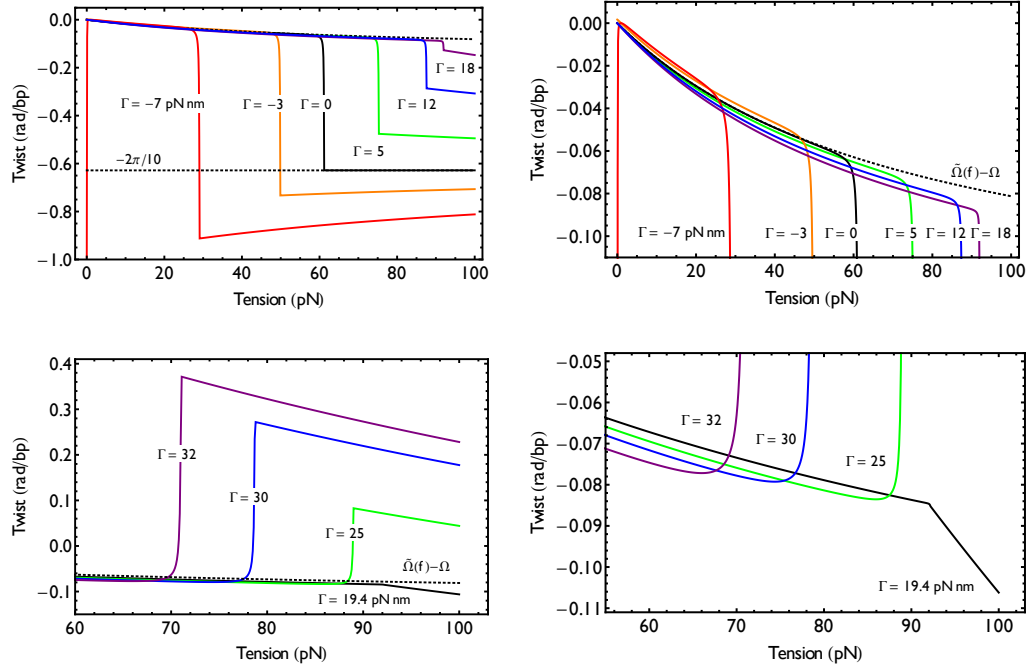 0.0
−0.2
−0.4
−0.6
−0.8
−1.0
Twist (rad/bp)
Γ = −7 pN nm
Γ = −3
Γ = 0
Γ = 5
Γ = 12
Γ = 18
−2π/10
0
20
40
60
80
100
Tension (pN)
−0.00
−0.02
−0.04
−0.06
−0.08
−0.10
Twist (rad/bp)
Ω̃(f)−Ω
Γ = −7 pN nm
Γ = −3
Γ = 0
Γ = 5
Γ = 12
Γ = 18
0
20
40
60
80
100
Tension (pN)
0.4
0.3
0.2
0.1
0.0
−0.1
Twist (rad/bp)
Γ = 32
Γ = 30
Γ = 25
Ω̃(f)−Ω
Γ = 19.4 pN nm
60
70
80
90
100
Tension (pN)
−0.05
−0.06
−0.07
−0.08
−0.09
−0.10
−0.11
Twist (rad/bp)
Γ = 32
Γ = 30
Γ = 25
Γ = 19.4 pN nm
60
70
80
90
100
Tension (pN)